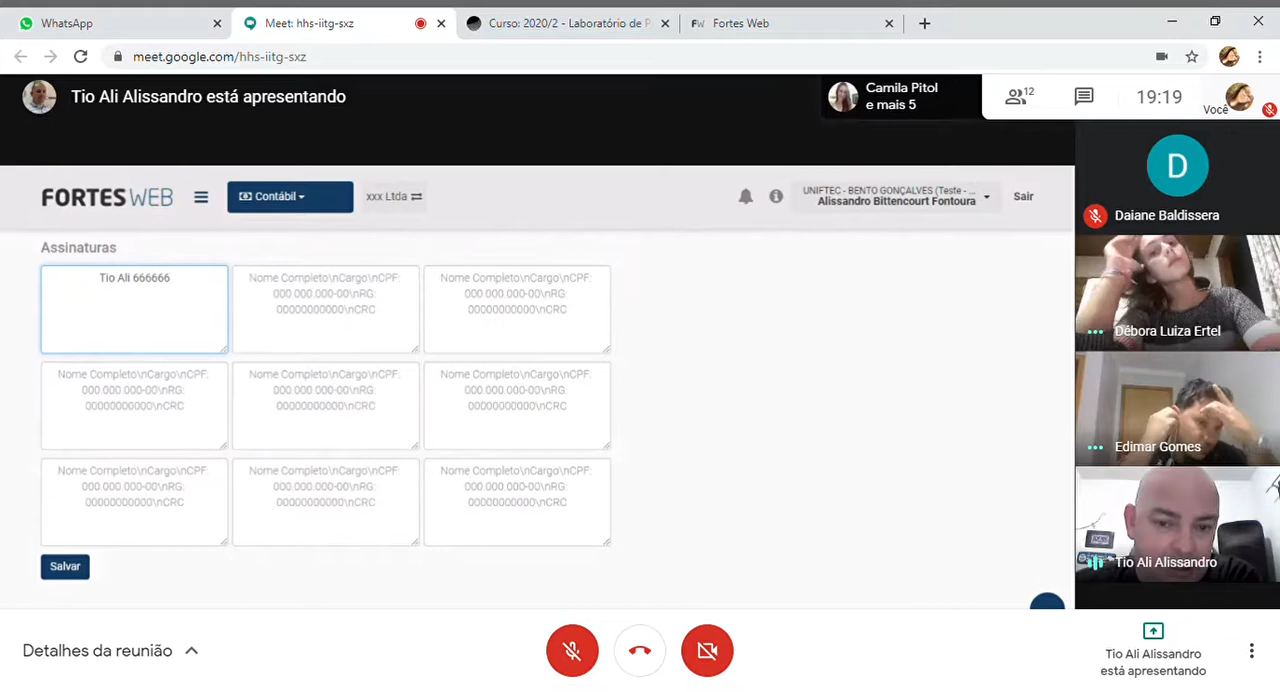 WhatsApp
Meet: hhs-iitg-sxz
Curso: 2020/2 - Laboratório de P
FW Fortes Web
meet.google.com/hhs-iitg-sxz
Tio Ali Alissandro está apresentando
Camila Pitol
e mais 5
12
19:19
Você
FORTES WEB
Contábil
xxx Ltda
UNIFTEC - BENTO GONÇALVES (Teste - ...
Alissandro Bittencourt Fontoura
Sair
D
Daiane Baldissera
Assinaturas
Tio Ali 666666
Nome Completo\nCargo\nCPF:
000.000.000-00\nRG:
00000000000\nCRC
Nome Completo\nCargo\nCPF:
000.000.000-00\nRG:
00000000000\nCRC
Débora Luiza Ertel
Nome Completo\nCargo\nCPF:
000.000.000-00\nRG:
00000000000\nCRC
Nome Completo\nCargo\nCPF:
000.000.000-00\nRG:
00000000000\nCRC
Nome Completo\nCargo\nCPF:
000.000.000-00\nRG:
00000000000\nCRC
Edimar Gomes
Nome Completo\nCargo\nCPF:
000.000.000-00\nRG:
00000000000\nCRC
Nome Completo\nCargo\nCPF:
000.000.000-00\nRG:
00000000000\nCRC
Nome Completo\nCargo\nCPF:
000.000.000-00\nRG:
00000000000\nCRC
Tio Ali Alissandro
Salvar
Detalhes da reunião
Tio Ali Alissandro
está apresentando